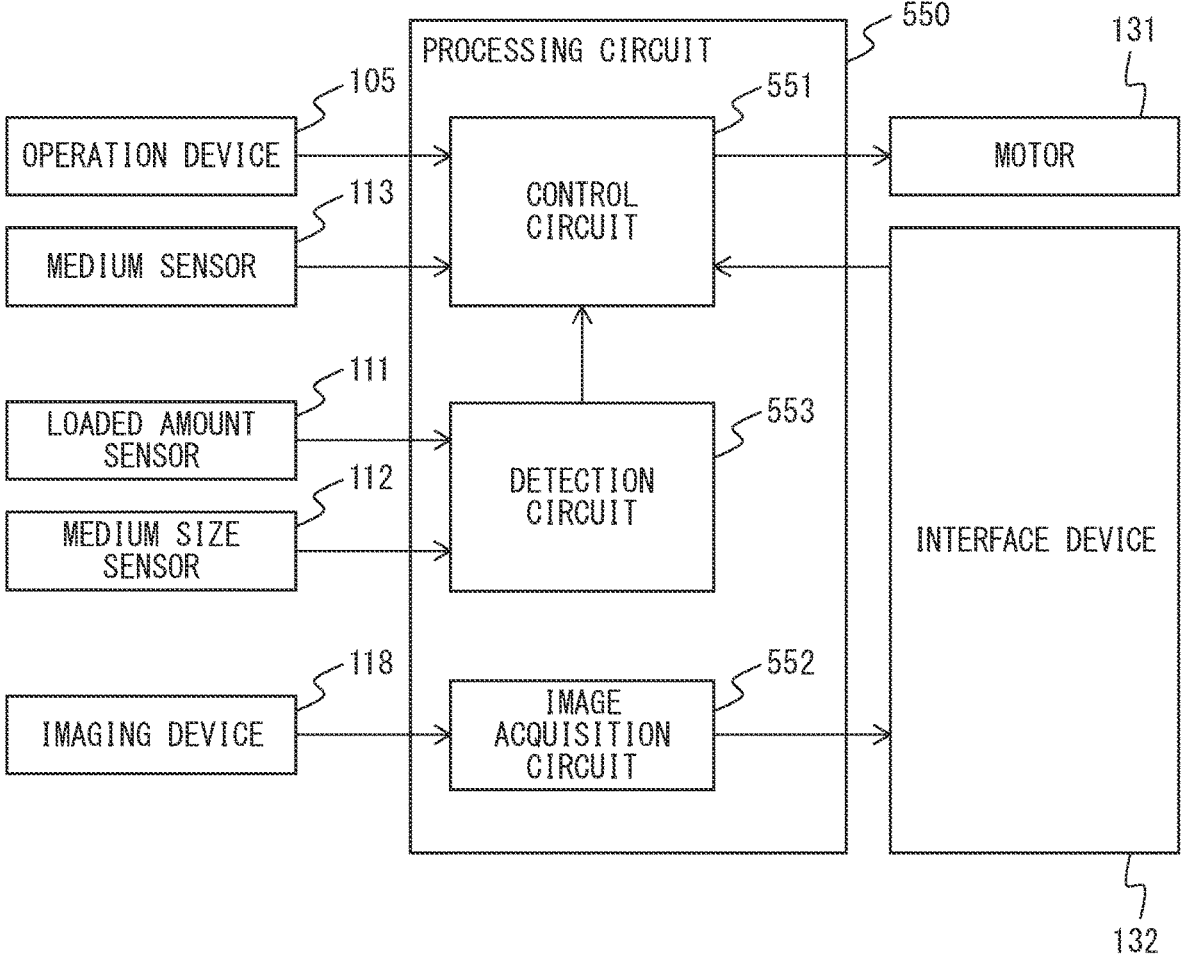 550
131
PROCESSING CIRCUIT
105
551
OPERATION DEVICE
MOTOR
CONTROL
CIRCUIT
113
MEDIUM SENSOR
111
553
LOADED AMOUNT
SENSOR
DETECTION
CIRCUIT
112
MEDIUM SIZE
SENSOR
INTERFACE DEVICE
118
552
IMAGING DEVICE
IMAGE
ACQUISITION
CIRCUIT
132